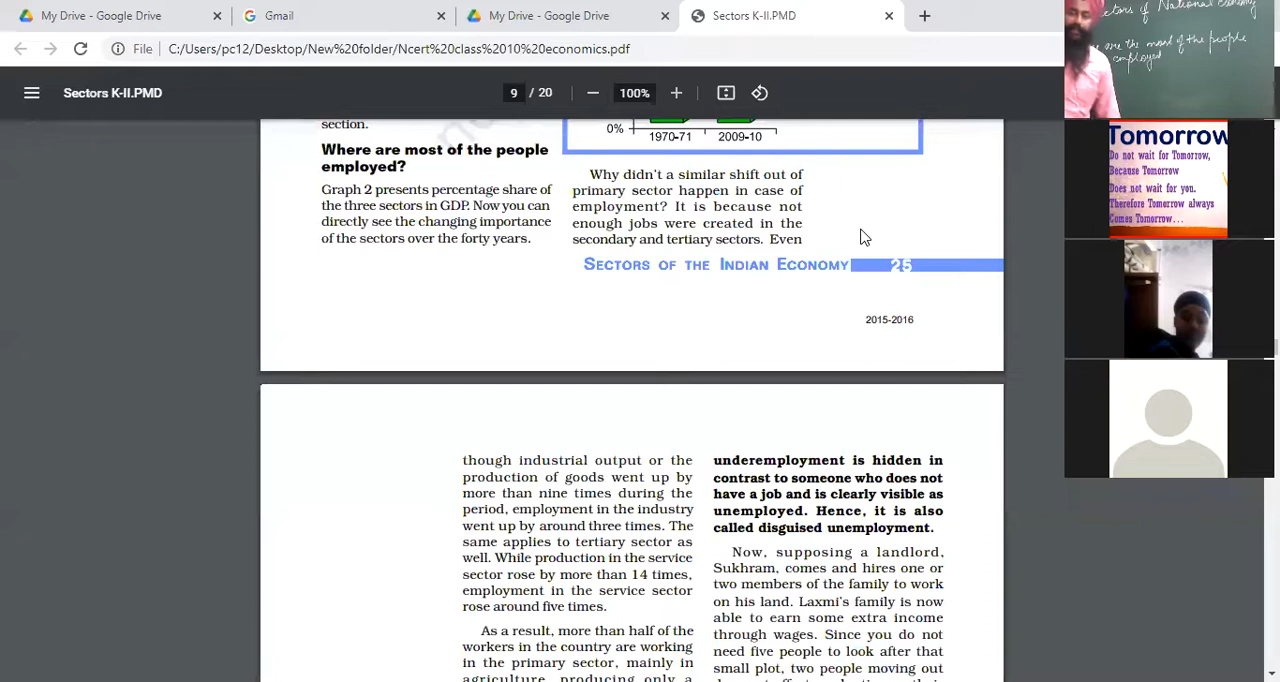 My Drive - Google Drive
Gmail
My Drive - Google Drive
Sectors K-II.PMD
File
C:/Users/pc12/Desktop/New%20folder/Ncert%20class%2010%20economics.pdf
Sectors K-II.PMD
9 / 20
100%
section.
Where are most of the people
employed?
Graph 2 presents percentage share of
the three sectors in GDP. Now you can
directly see the changing importance
of the sectors over the forty years.
0%
1970-71
2009-10
Why didn't a similar shift out of
primary sector happen in case of
employment? It is because not
enough jobs were created in the
secondary and tertiary sectors. Even
SECTORS OF THE INDIAN ECONOMY 25
2015-2016
though industrial output or the
production of goods went up by
more than nine times during the
period, employment in the industry
went up by around three times. The
same applies to tertiary sector as
well. While production in the service
sector rose by more than 14 times,
employment in the service sector
rose around five times.
As a result, more than half of the
workers in the country are working
in the primary sector, mainly in
agriculture, producing only a
underemployment is hidden in
contrast to someone who does not
have a job and is clearly visible as
unemployed. Hence, it is also
called disguised unemployment.
Now, supposing a landlord,
Sukhram, comes and hires one or
two members of the family to work
on his land. Laxmi's family is now
able to earn some extra income
through wages. Since you do not
need five people to look after that
small plot, two people moving out
of National Economy
are the most of the people
employed
Tomorrow
Do not wait for Tomorrow,
Because Tomorrow
Does not wait for you.
Therefore Tomorrow always
Comes Tomorrow...